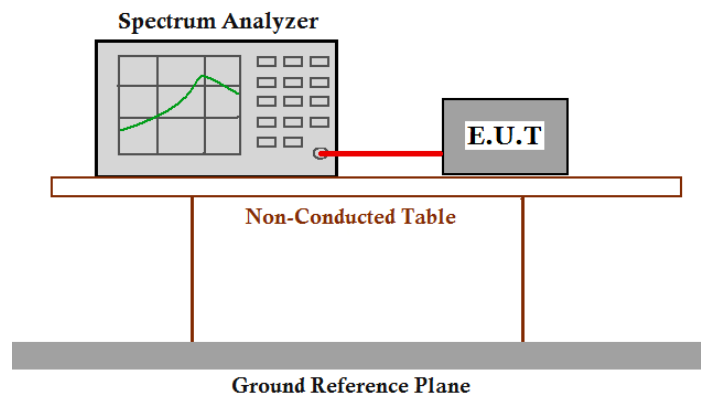 Spectrum Analyzer
E.U.T
Non-Conducted Table
Ground Reference Plane